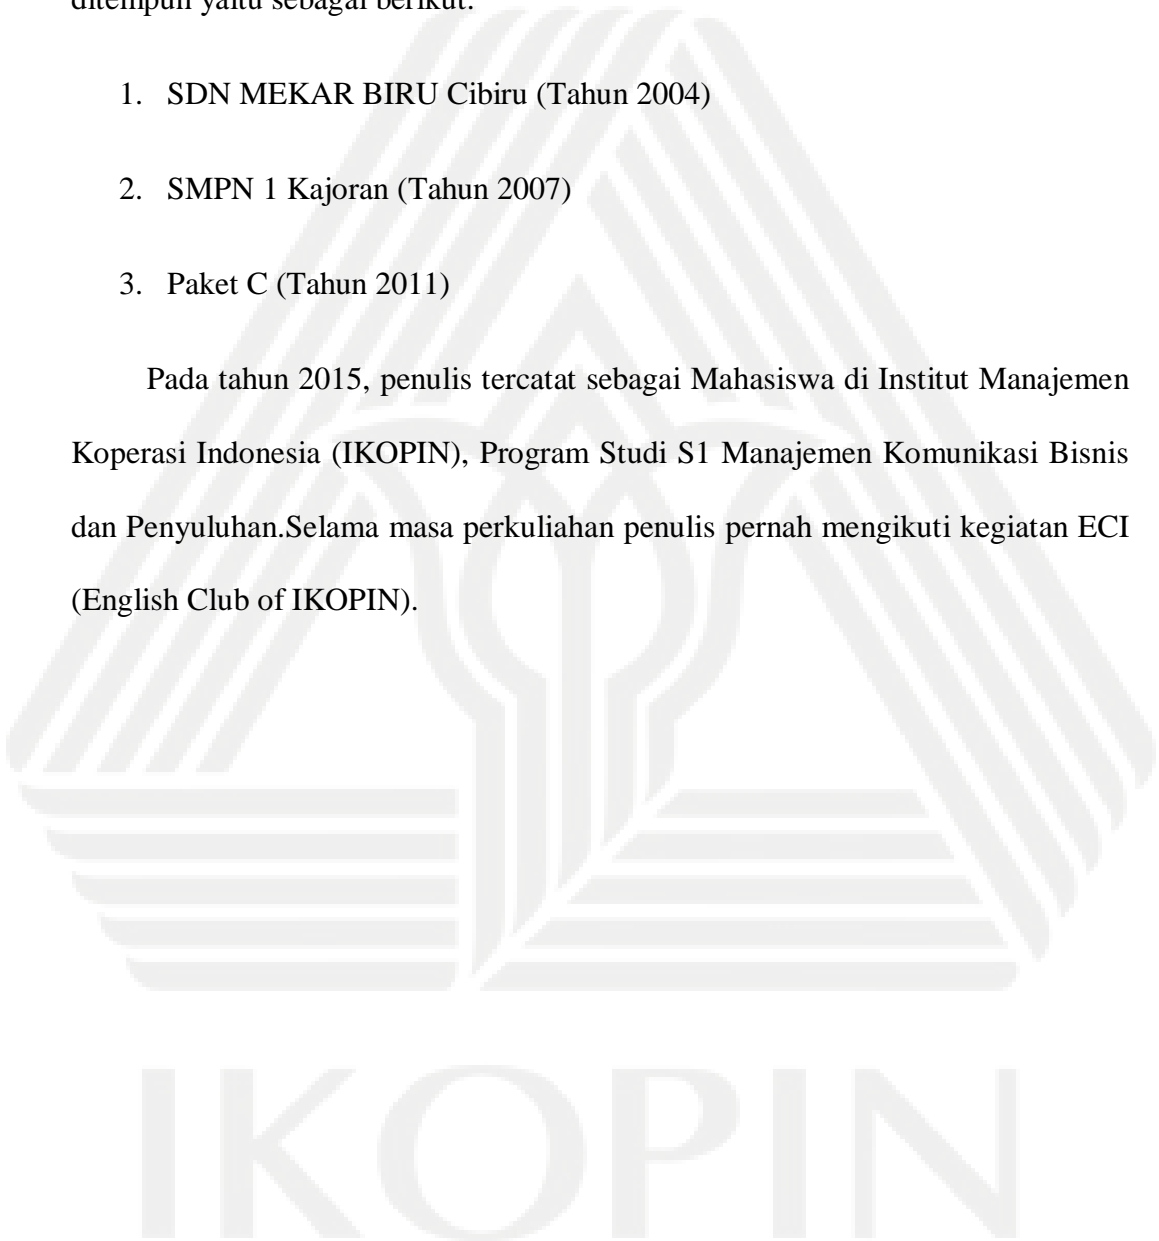 ditempuh yaitu sebagai berikut:
1. SDN MEKAR BIRU Cibiru (Tahun 2004)
2. SMPN 1 Kajoran (Tahun 2007)
3. Paket C (Tahun 2011)
Pada tahun 2015, penulis tercatat sebagai Mahasiswa di Institut Manajemen
Koperasi Indonesia (IKOPIN), Program Studi S1 Manajemen Komunikasi Bisnis
dan Penyuluhan.Selama masa perkuliahan penulis pernah mengikuti kegiatan ECI
(English Club of IKOPIN).
IKOPIN